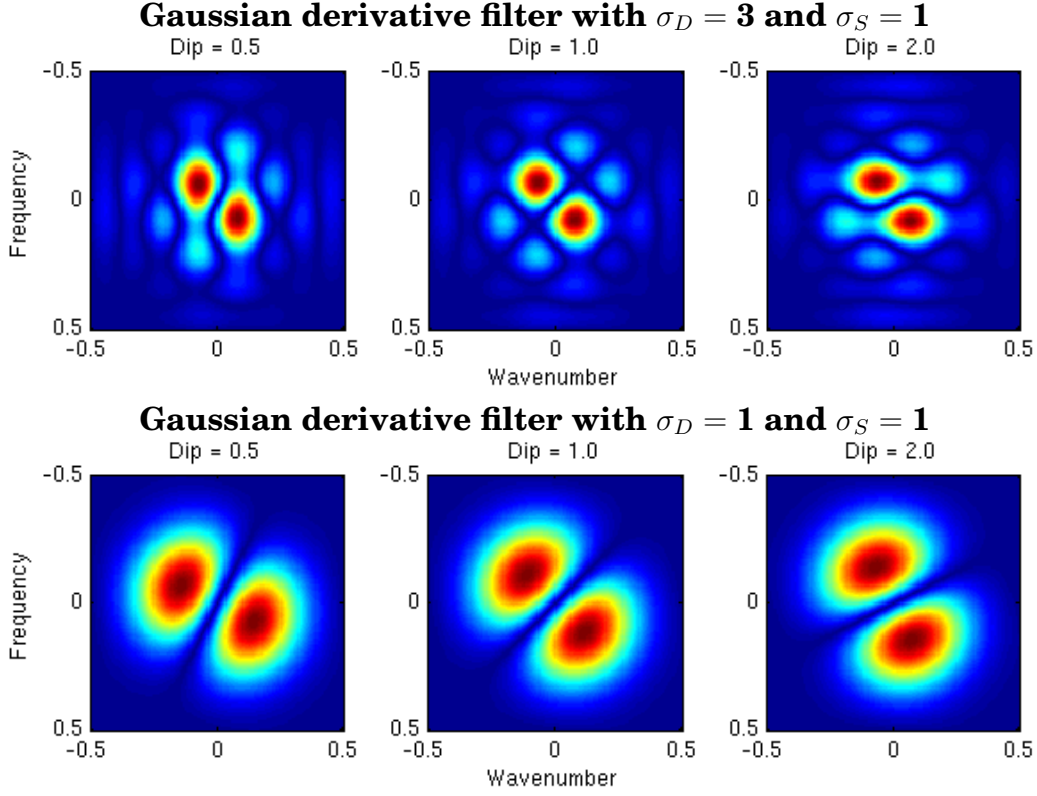 Gaussian derivative filter with σ_D = 3 and σ_S = 1
Dip = 0.5 Dip = 1.0 Dip = 2.0
-0.5 -0.5 -0.5
Frequency
0 0 0
0.5 0.5 0.5
-0.5 0 0.5 -0.5 0 0.5 -0.5 0 0.5
Wavenumber
Gaussian derivative filter with σ_D = 1 and σ_S = 1
Dip = 0.5 Dip = 1.0 Dip = 2.0
-0.5 -0.5 -0.5
Frequency
0 0 0
0.5 0.5 0.5
-0.5 0 0.5 -0.5 0 0.5 -0.5 0 0.5
Wavenumber